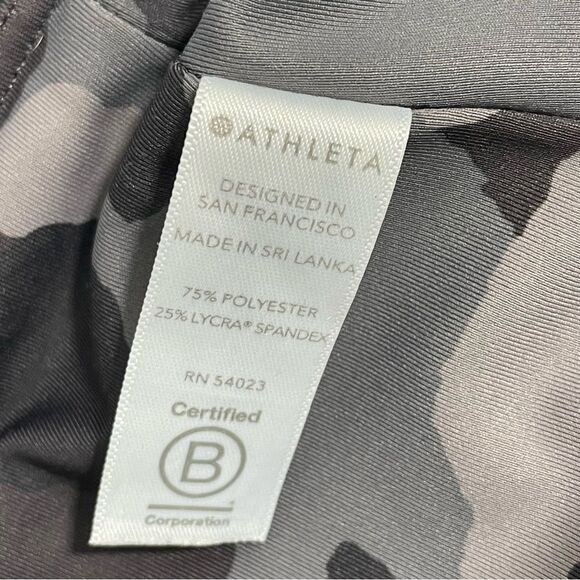 ATHLETA
DESIGNED IN
SAN FRANCISCO
MADE IN SRI LANKA
75% POLYESTER
25% LYCRA® SPANDEX
RN 54023
Certified
B
Corporation